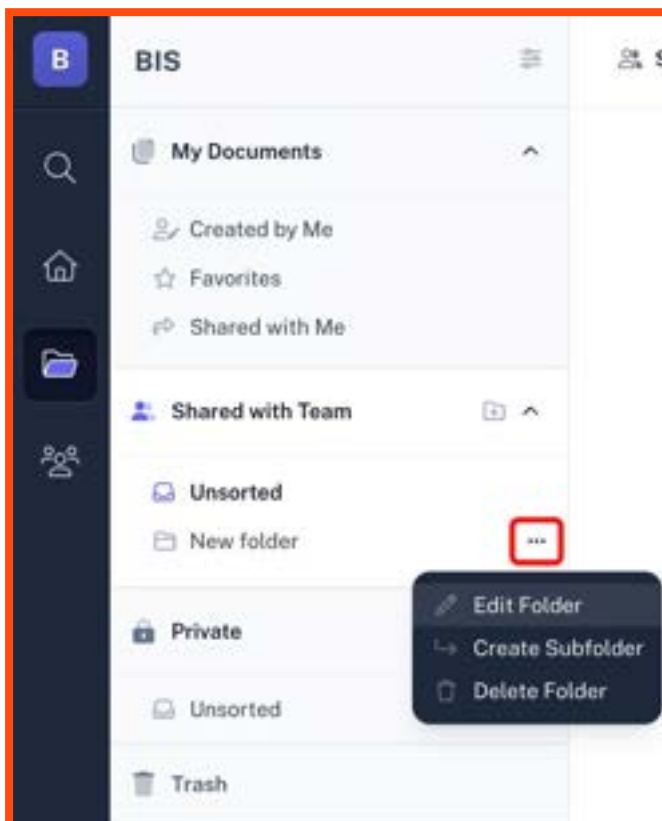 B
BIS
S
My Documents
Created by Me
Favorites
Shared with Me
Shared with Team
Unsorted
New folder
Edit Folder
Private
Create Subfolder
Delete Folder
Unsorted
Trash